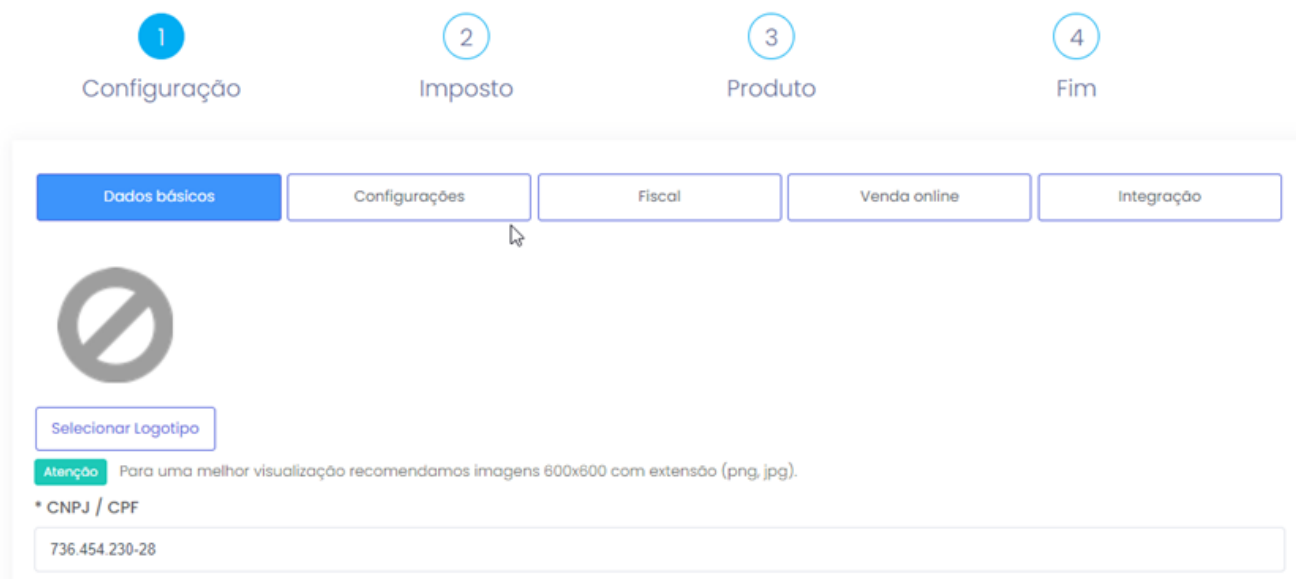 1 2 3 4
Configuração Imposto Produto Fim
Dados básicos Configurações Fiscal Venda online Integração
Selecionar Logotipo
Atenção Para uma melhor visualização recomendamos imagens 600x600 com extensão (png, jpg).
* CNPJ / CPF
736.454.230-28